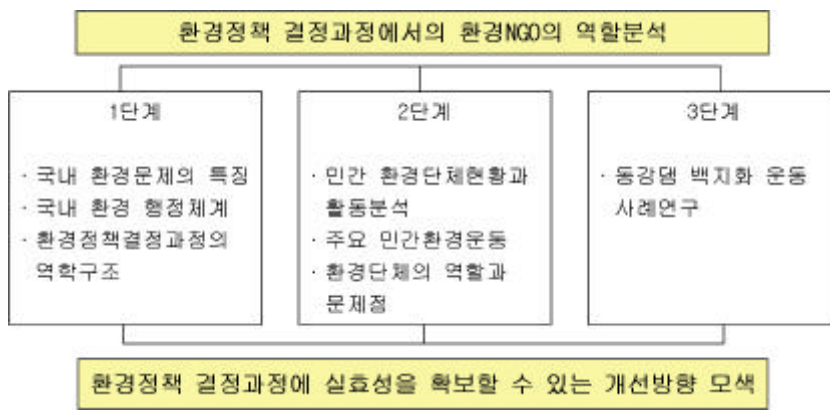 환경정책 결정과정에서의 환경NGO의 역할분석
1단계
· 국내 환경문제의 특징
· 국내 환경 행정체계
· 환경정책결정과정의
역학구조
2단계
· 민간 환경단체현황과
활동분석
· 주요 민간환경운동
· 환경단체의 역할과
문제점
3단계
· 동강댐 백지화 운동
사례연구
환경정책 결정과정에 실효성을 확보할 수 있는 개선방향 모색